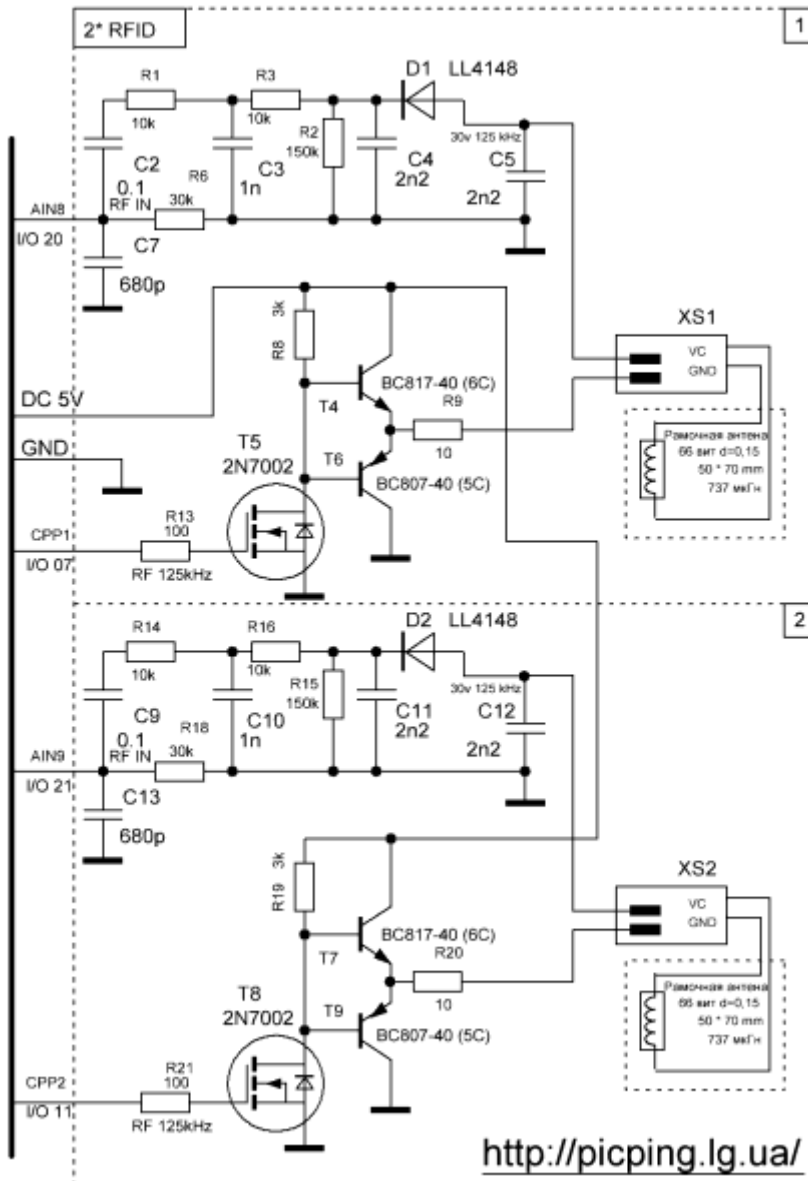 2* RFID
1
D1 LL4148
R1
R3
10k
10k
R2
150k
30v 125 kHz
C2
0.1
C3
1n
C4
2n2
C5
2n2
R6
30k
AIN8
RF IN
I/O 20
C7
680p
3k
R8
XS1
VC
GND
BC817-40 (6C)
DC 5V
T4
R9
10
GND
T5
2N7002
T6
BC807-40 (5C)
Рамочная антена
66 вит d=0,15
50 * 70 mm
737 мкГн
CPP1
R13
100
I/O 07
RF 125kHz
2
D2 LL4148
R14
R16
10k
10k
R15
150k
30v 125 kHz
C9
0.1
C10
1n
C11
2n2
C12
2n2
R18
30k
AIN9
RF IN
I/O 21
C13
680p
3k
R19
XS2
VC
GND
BC817-40 (6C)
T7
R20
10
T8
2N7002
T9
BC807-40 (5C)
Рамочная антена
66 вит d=0,15
50 * 70 mm
737 мкГн
CPP2
R21
100
I/O 11
RF 125kHz
http://picping.lg.ua/